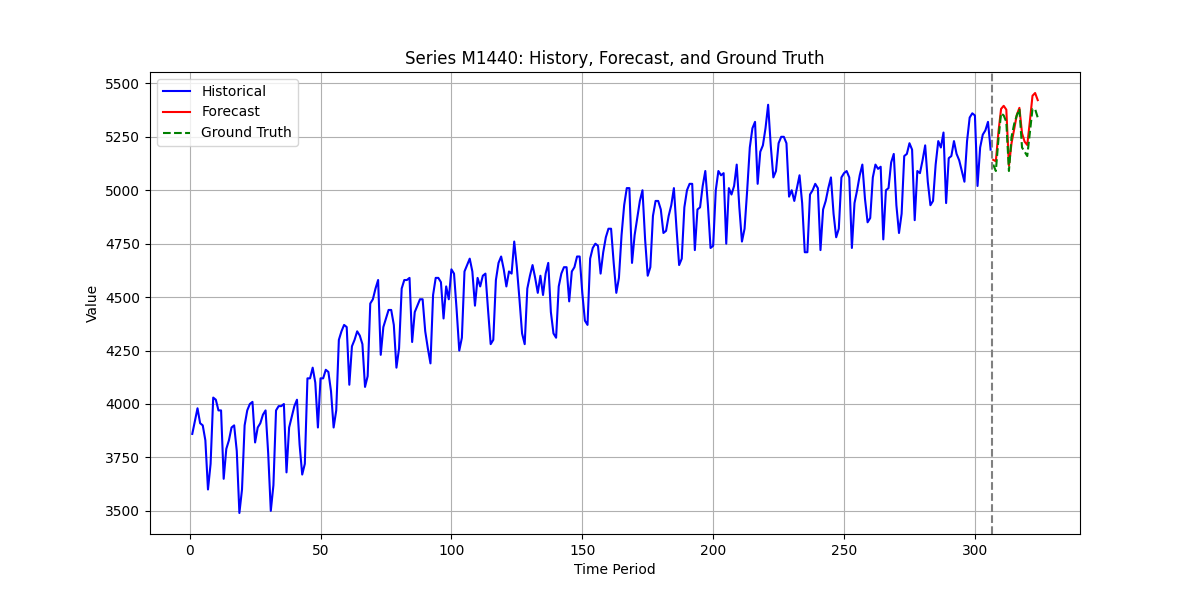 Series M1440: History, Forecast, and Ground Truth
Historical
Forecast
Ground Truth
5500
5250
5000
4750
4500
4250
4000
3750
3500
Value
0 50 100 150 200 250 300
Time Period